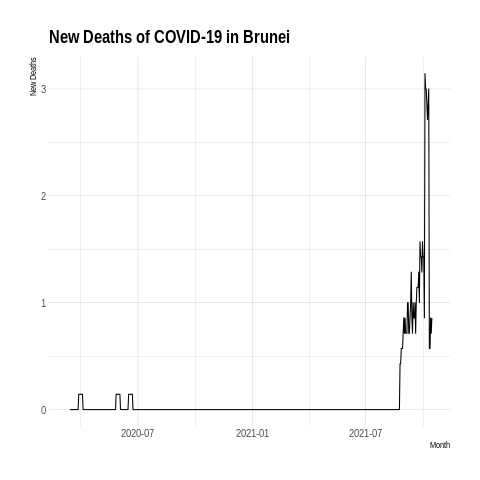 New Deaths of COVID-19 in Brunei
New Deaths
3
2
1
0
2020-07
2021-01
2021-07
Month